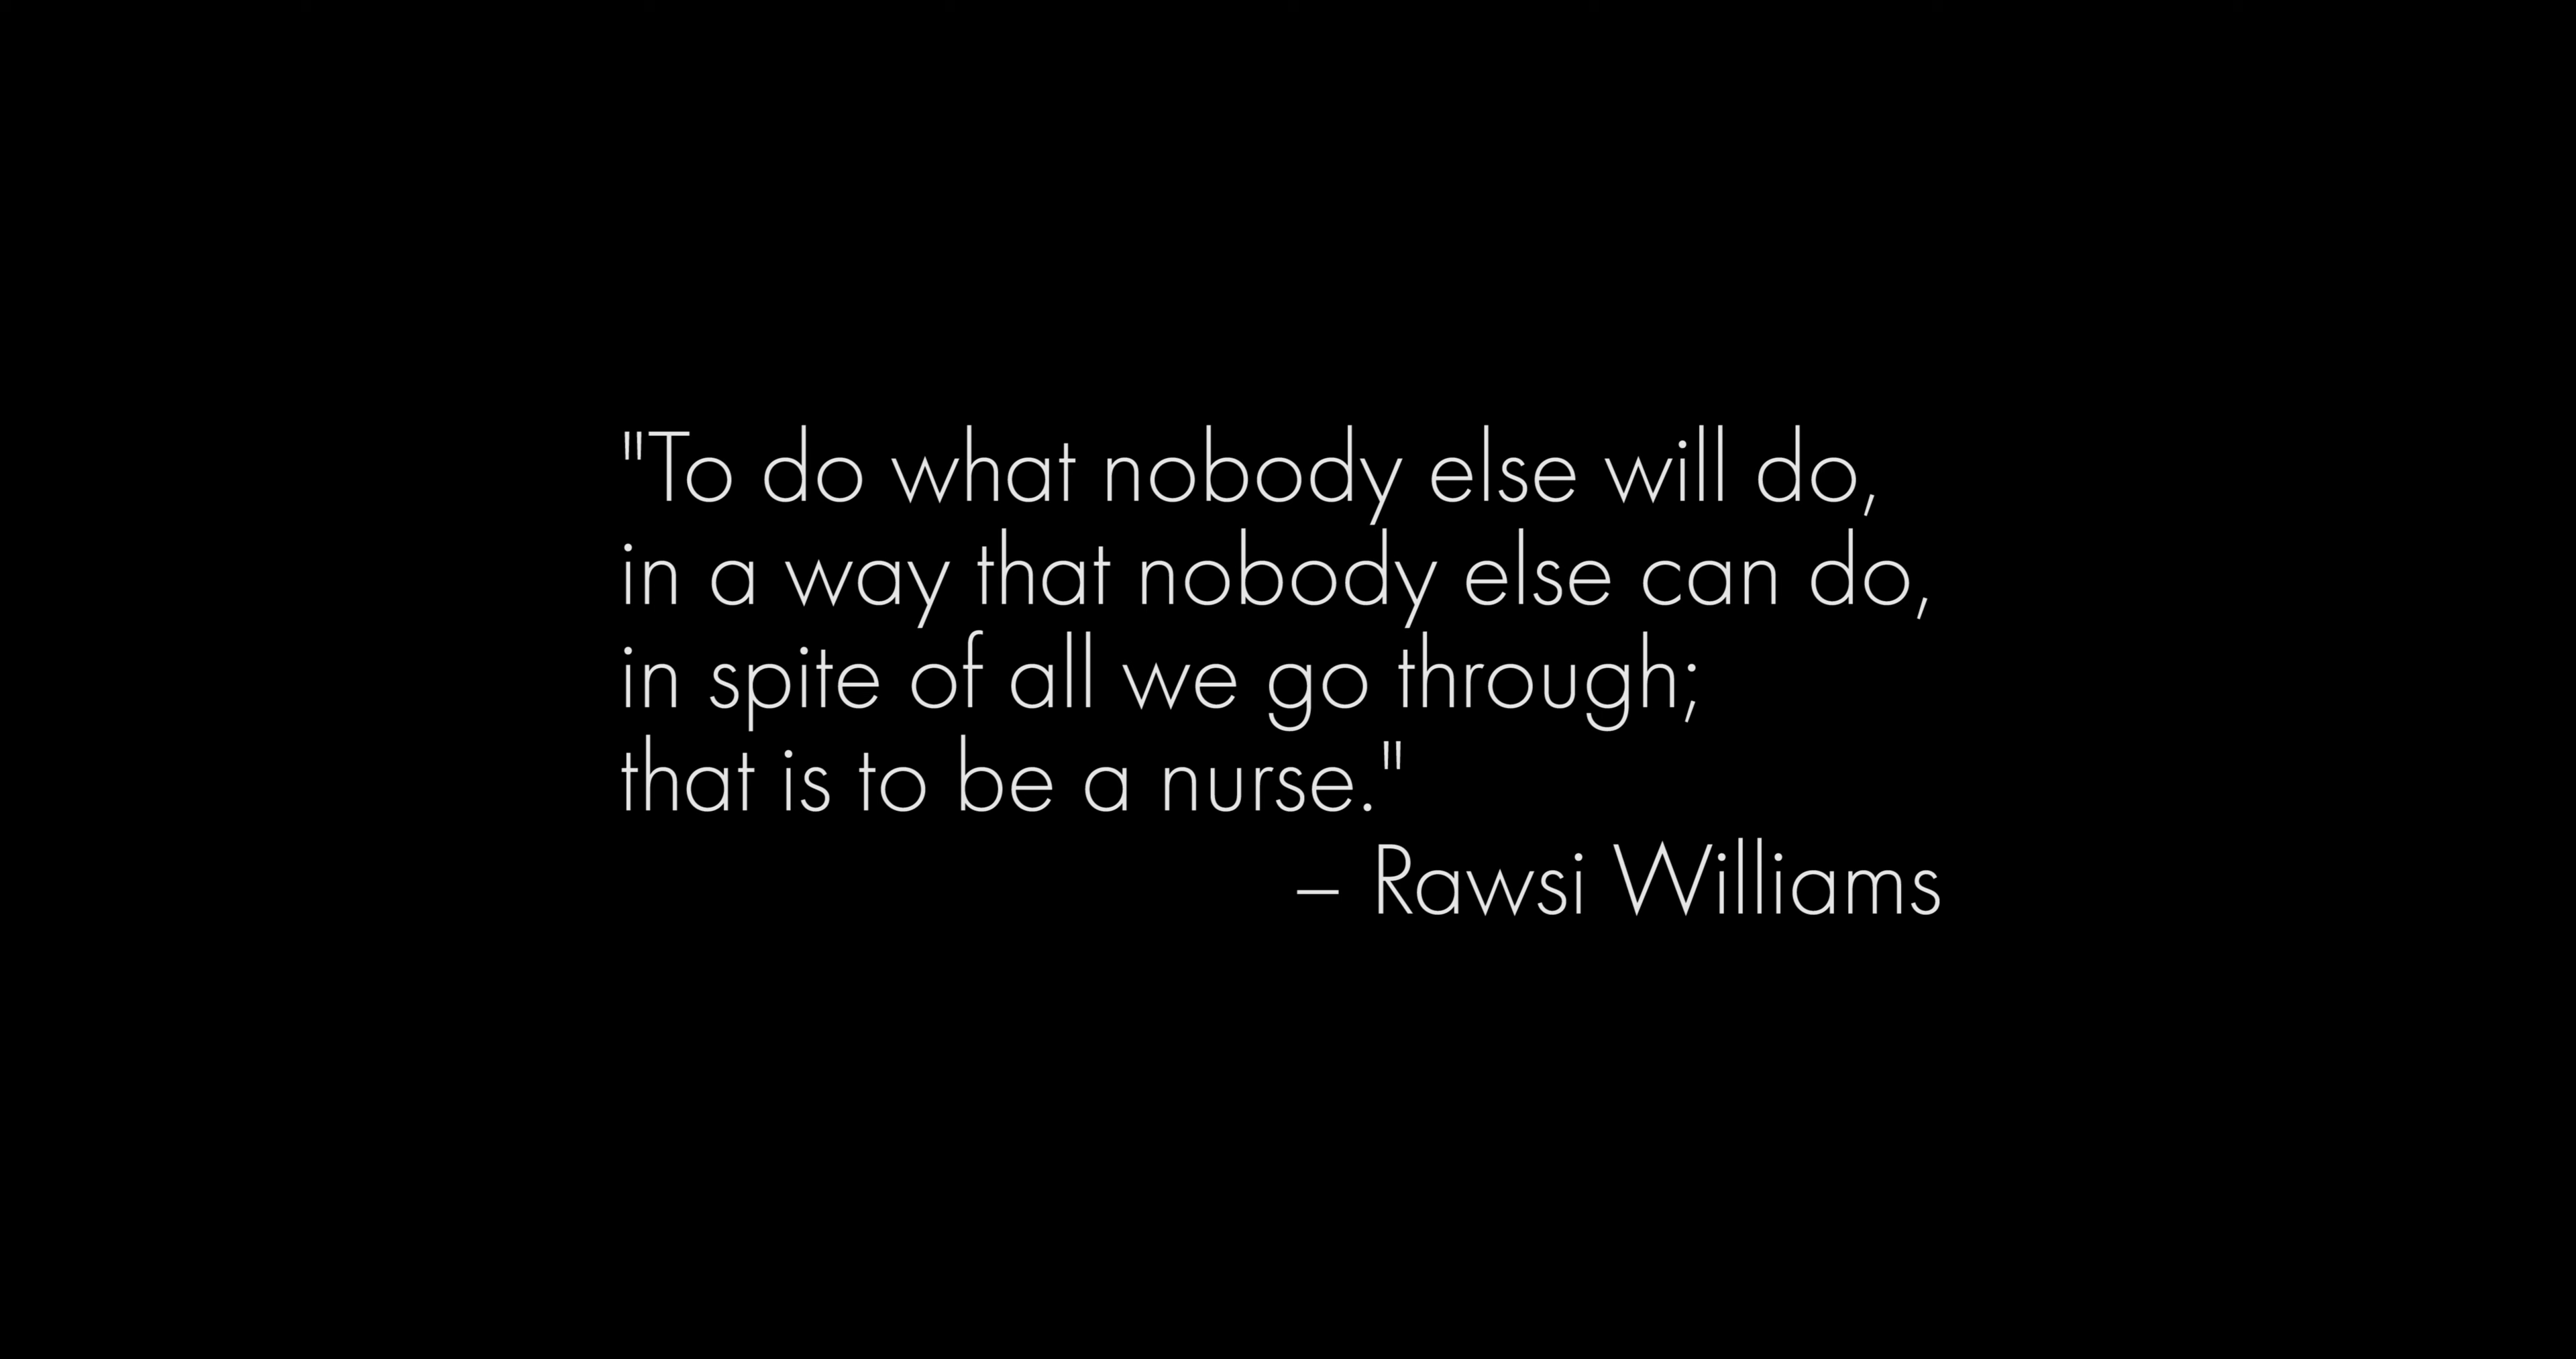 "To do what nobody else will do,
in a way that nobody else can do,
in spite of all we go through;
that is to be a nurse."
– Rawsi Williams